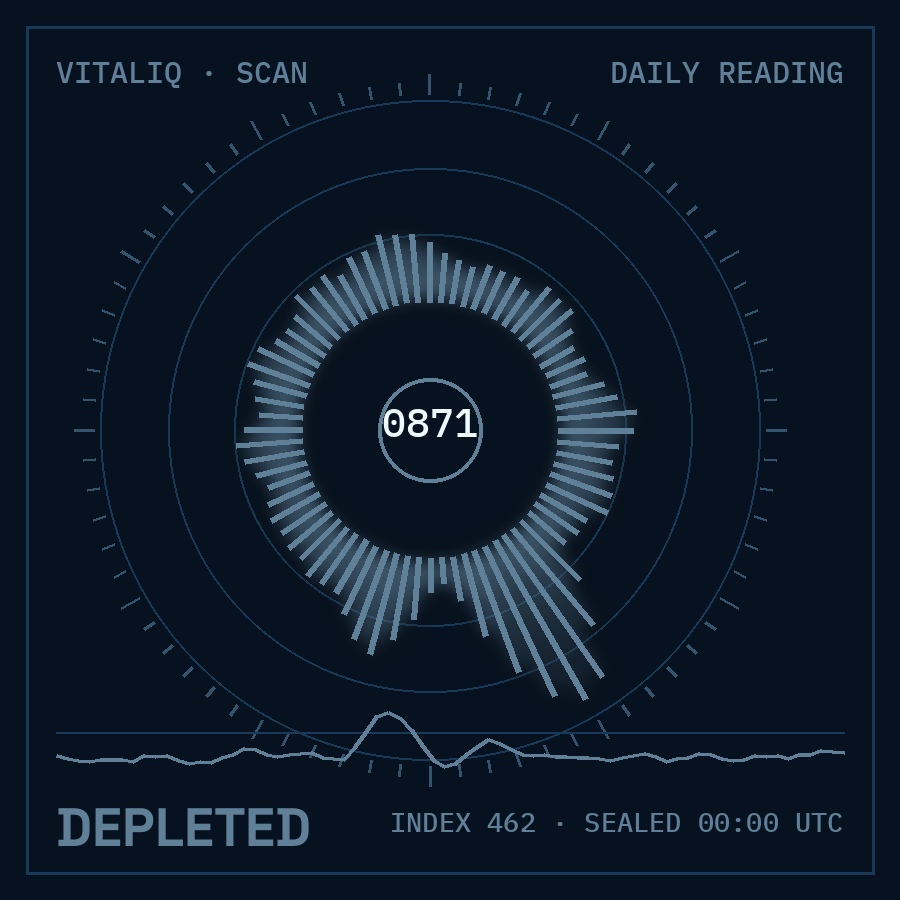 VITALIQ · SCAN
DAILY READING
0871
DEPLETED
INDEX 462 · SEALED 00:00 UTC